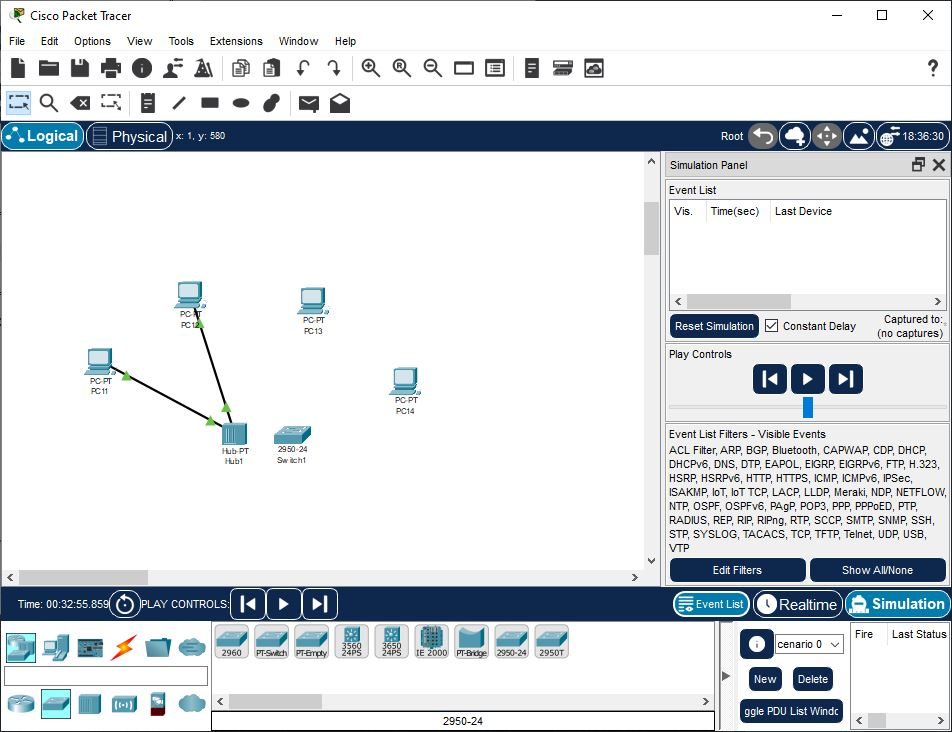 Cisco Packet Tracer
File Edit Options View Tools Extensions Window Help
?
Logical Physical x: 1, y: 580 Root 18:36:30
Simulation Panel
Event List
Vis. Time(sec) Last Device
Reset Simulation Constant Delay Captured to:
(no captures)
Play Controls
Event List Filters - Visible Events
ACL Filter, ARP, BGP, Bluetooth, CAPWAP, CDP, DHCP,
DHCPv6, DNS, DTP, EAPOL, EIGRP, EIGRPv6, FTP, H.323,
HSRP, HSRPv6, HTTP, HTTPS, ICMP, ICMPv6, IPSec,
ISAKMP, IoT, IoT TCP, LACP, LLDP, Meraki, NDP, NETFLOW,
NTP, OSPF, OSPFv6, PAgP, POP3, PPP, PPPoED, PTP,
RADIUS, REP, RIP, RIPng, RTP, SCCP, SMTP, SNMP, SSH,
STP, SYSLOG, TACACS, TCP, TFTP, Telnet, UDP, USB,
VTP
Edit Filters Show All/None
PC-PT
PC12
PC-PT
PC13
PC-PT
PC11
PC-PT
PC14
Hub-PT
Hub1
2950-24
Switch1
Time: 00:32:55.859 PLAY CONTROLS: Event List Realtime Simulation
2960 PT-Switch PT-Empty 3560 24PS 3650 24PS IE 2000 PT-Bridge 2950-24 2950T
2950-24
cenario 0
New Delete
ggle PDU List Windo
Fire Last Status